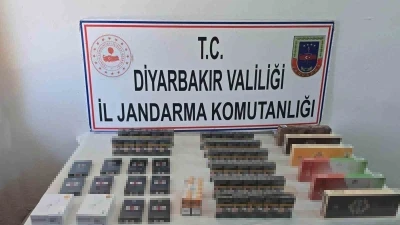 T.C.
DİYARBAKIR VALİLİĞİ
İL JANDARMA KOMUTANLIĞI